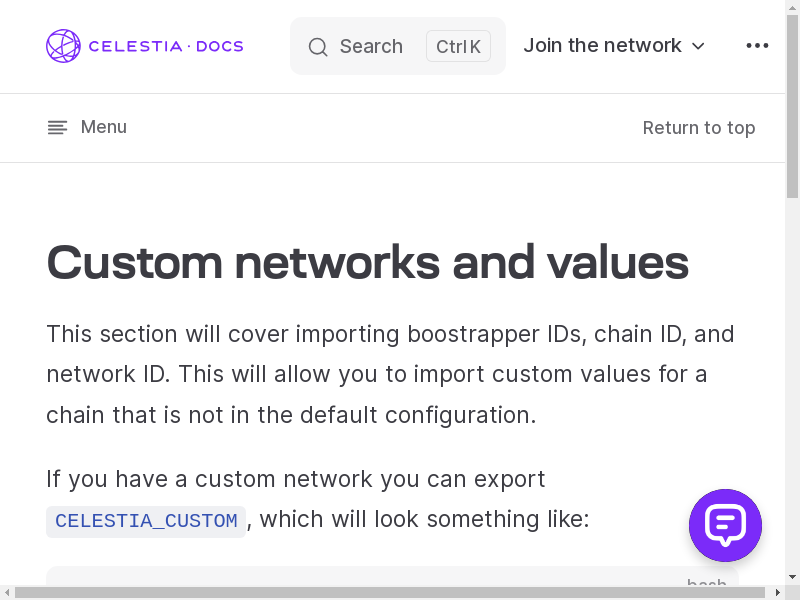 CELESTIA · DOCS
Search
Ctrl K
Join the network
Menu
Return to top
Custom networks and values
This section will cover importing boostrapper IDs, chain ID, and
network ID. This will allow you to import custom values for a
chain that is not in the default configuration.
If you have a custom network you can export
CELESTIA_CUSTOM, which will look something like:
bash